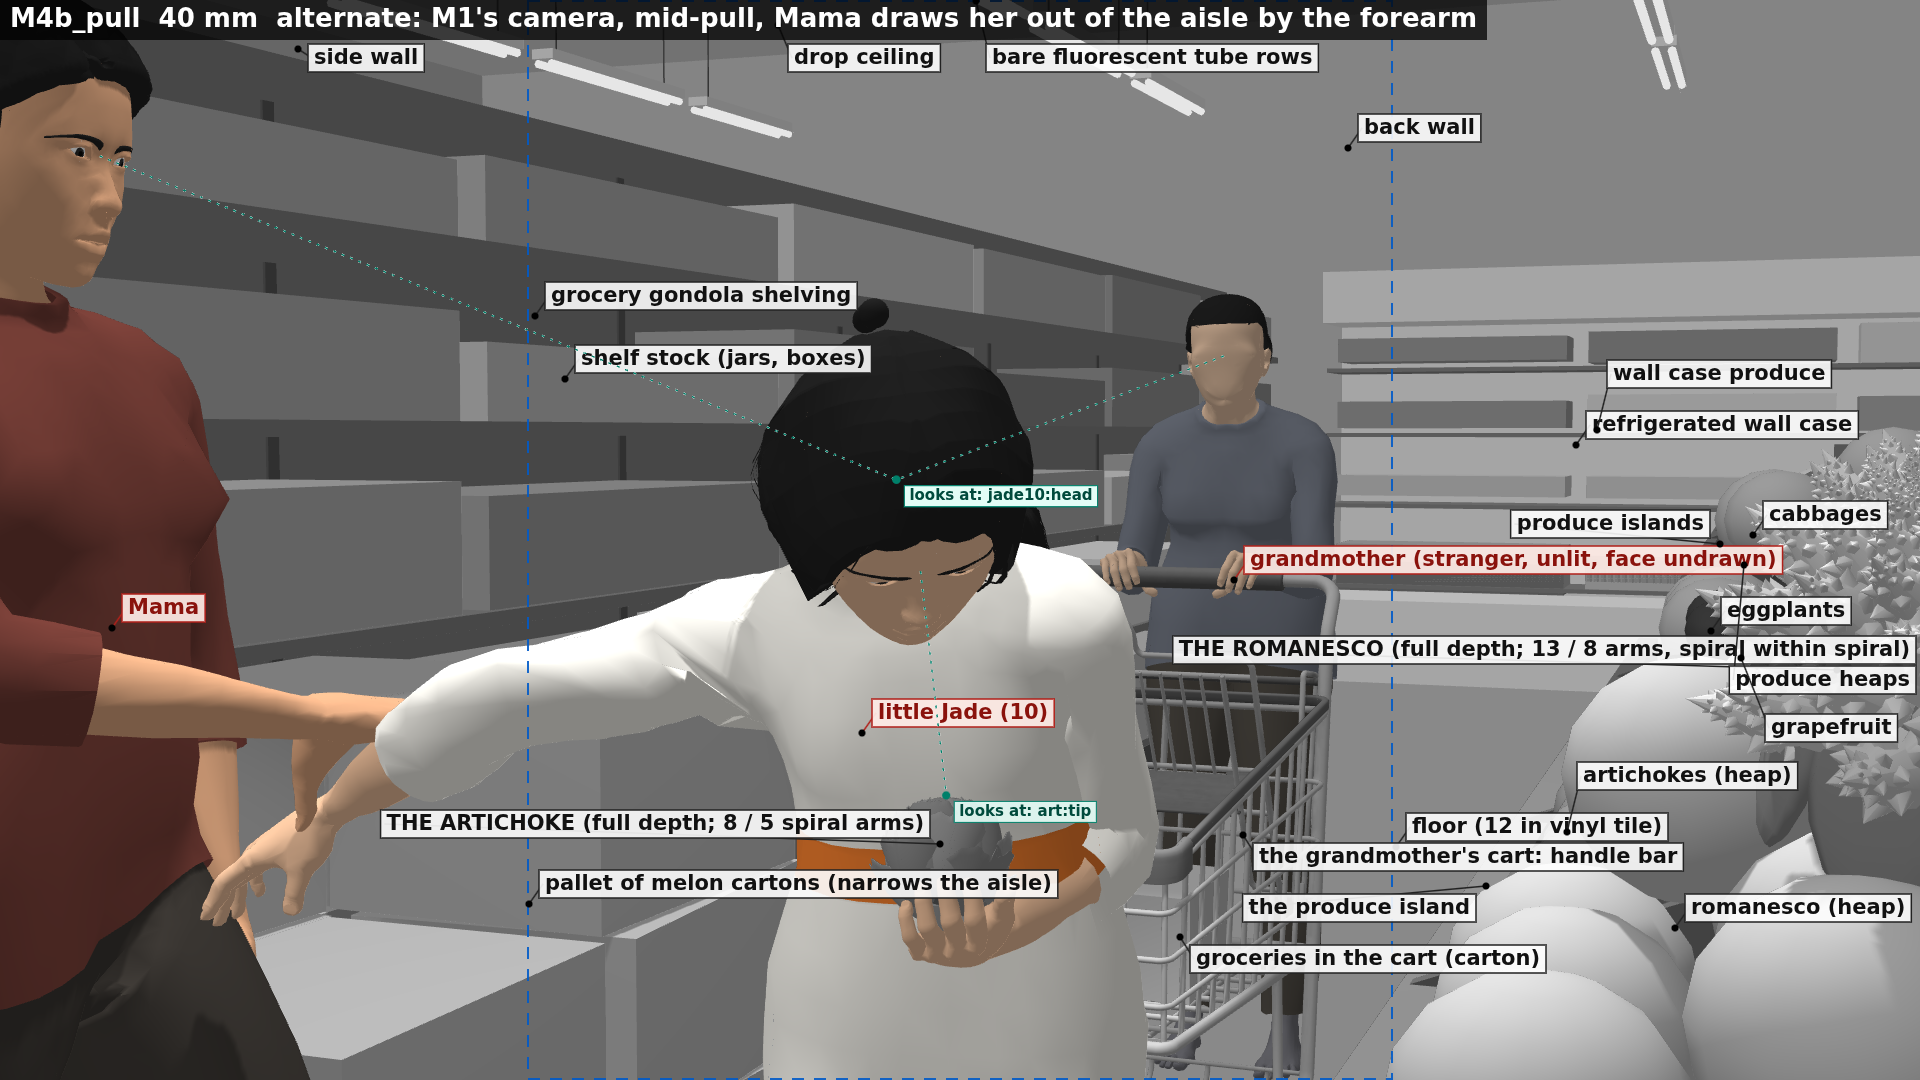 M4b_pull 40 mm alternate: M1's camera, mid-pull, Mama draws her out of the aisle by the forearm
side wall
drop ceiling
bare fluorescent tube rows
back wall
grocery gondola shelving
shelf stock (jars, boxes)
wall case produce
refrigerated wall case
looks at: jade10:head
cabbages
produce islands
grandmother (stranger, unlit, face undrawn)
Mama
eggplants
THE ROMANESCO (full depth; 13 / 8 arms, spiral within spiral)
produce heaps
little Jade (10)
grapefruit
artichokes (heap)
looks at: art:tip
THE ARTICHOKE (full depth; 8 / 5 spiral arms)
floor (12 in vinyl tile)
the grandmother's cart: handle bar
pallet of melon cartons (narrows the aisle)
the produce island
romanesco (heap)
groceries in the cart (carton)